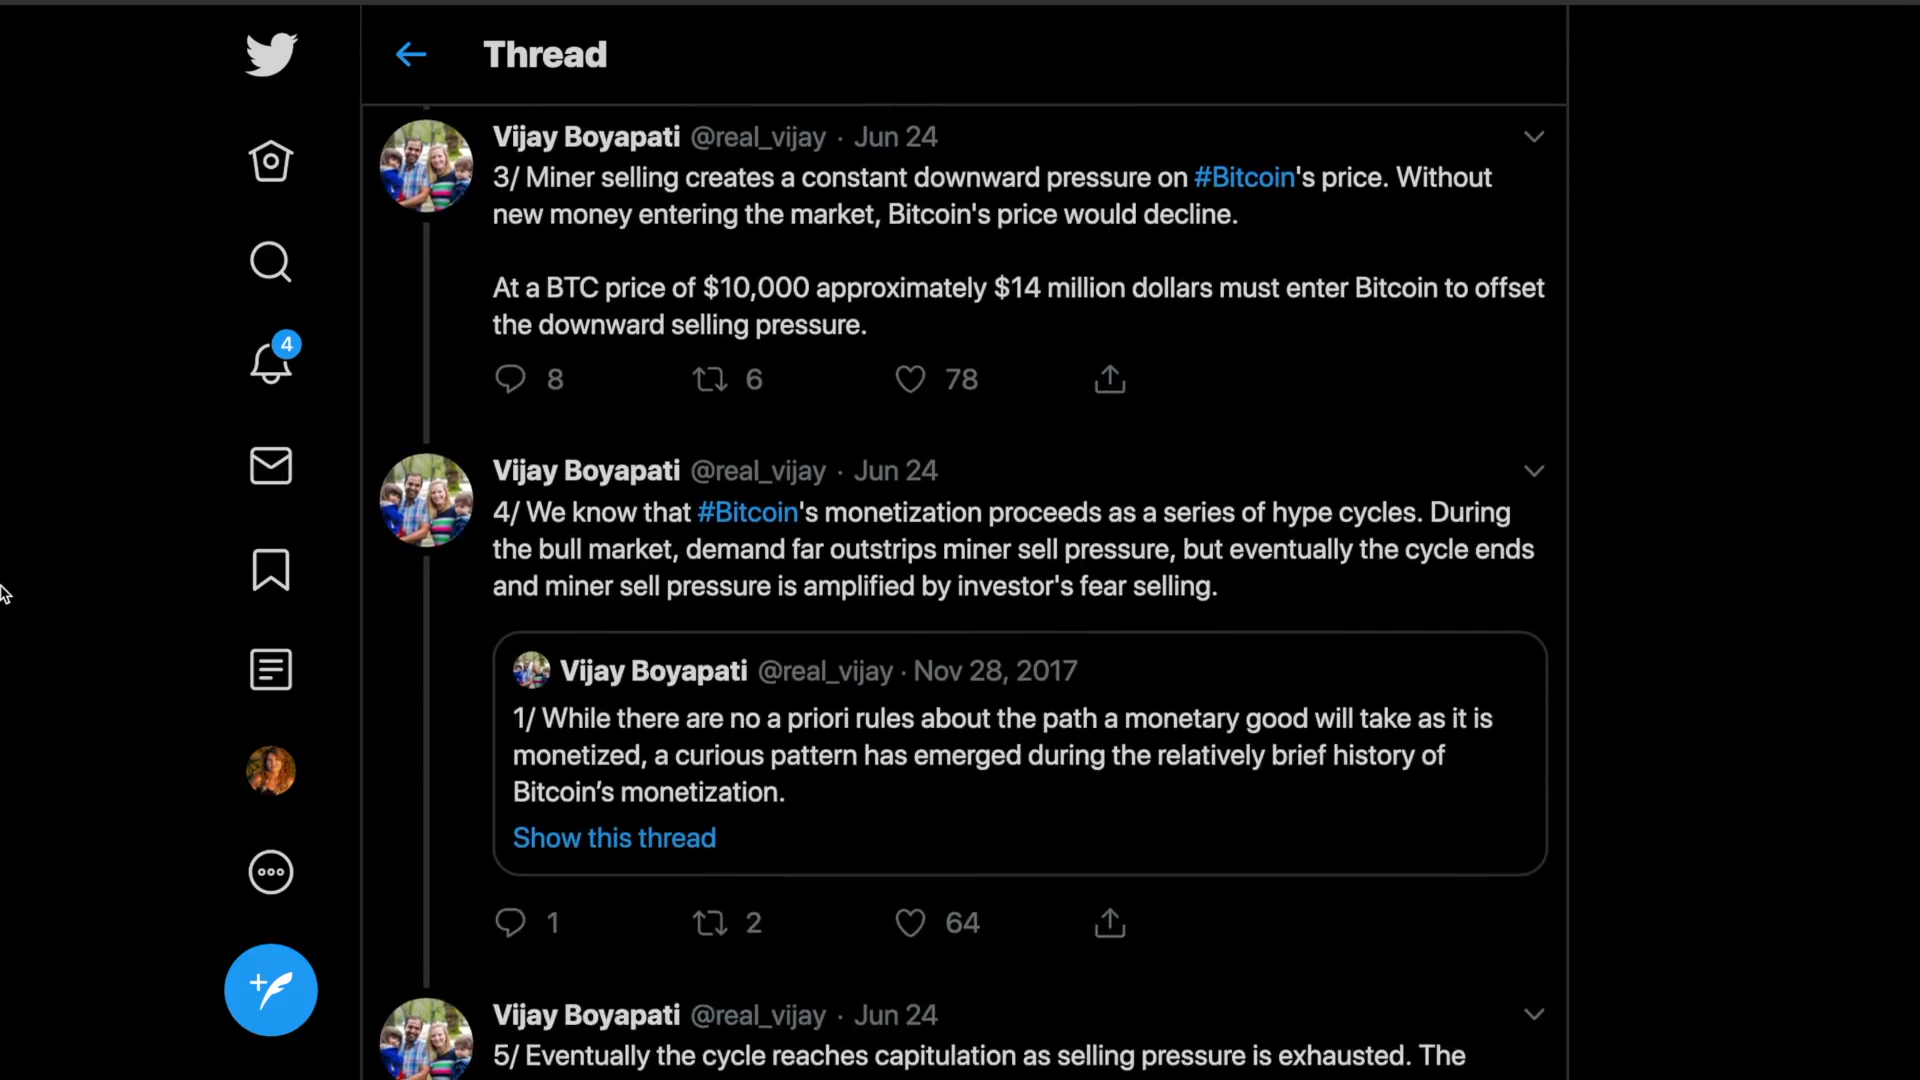 Thread
Vijay Boyapati @real_vijay · Jun 24
3/ Miner selling creates a constant downward pressure on #Bitcoin's price. Without
new money entering the market, Bitcoin's price would decline.
At a BTC price of $10,000 approximately $14 million dollars must enter Bitcoin to offset
the downward selling pressure.
8 6 78
4
Vijay Boyapati @real_vijay · Jun 24
4/ We know that #Bitcoin's monetization proceeds as a series of hype cycles. During
the bull market, demand far outstrips miner sell pressure, but eventually the cycle ends
and miner sell pressure is amplified by investor's fear selling.
Vijay Boyapati @real_vijay · Nov 28, 2017
1/ While there are no a priori rules about the path a monetary good will take as it is
monetized, a curious pattern has emerged during the relatively brief history of
Bitcoin’s monetization.
Show this thread
1 2 64
Vijay Boyapati @real_vijay · Jun 24
5/ Eventually the cycle reaches capitulation as selling pressure is exhausted. The